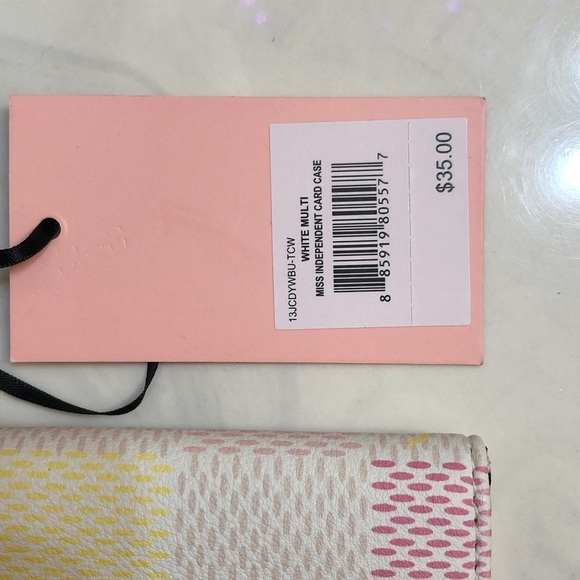 13JCDYWBU-TCW
WHITE MULTI
MISS INDEPENDENT CARD CASE
8 85919 80557 7
$35.00